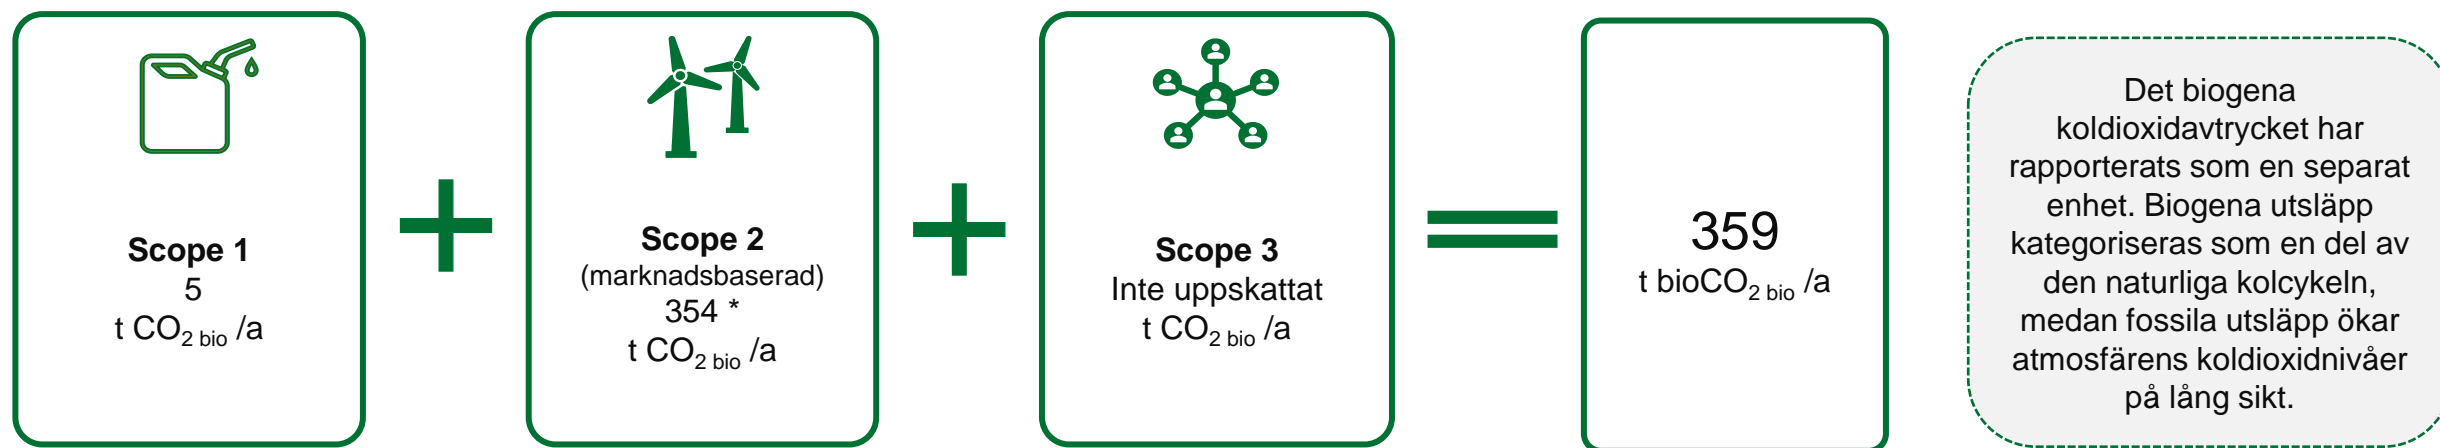 Scope 1
5
t CO2 bio /a
Scope 2
(marknadsbaserad)
354 *
t CO2 bio /a
Scope 3
Inte uppskattat
t CO2 bio /a
359
t bioCO2 bio /a
Det biogena
koldioxidavtrycket har
rapporterats som en separat
enhet. Biogena utsläpp
kategoriseras som en del av
den naturliga kolcykeln,
medan fossila utsläpp ökar
atmosfärens koldioxidnivåer
på lång sikt.